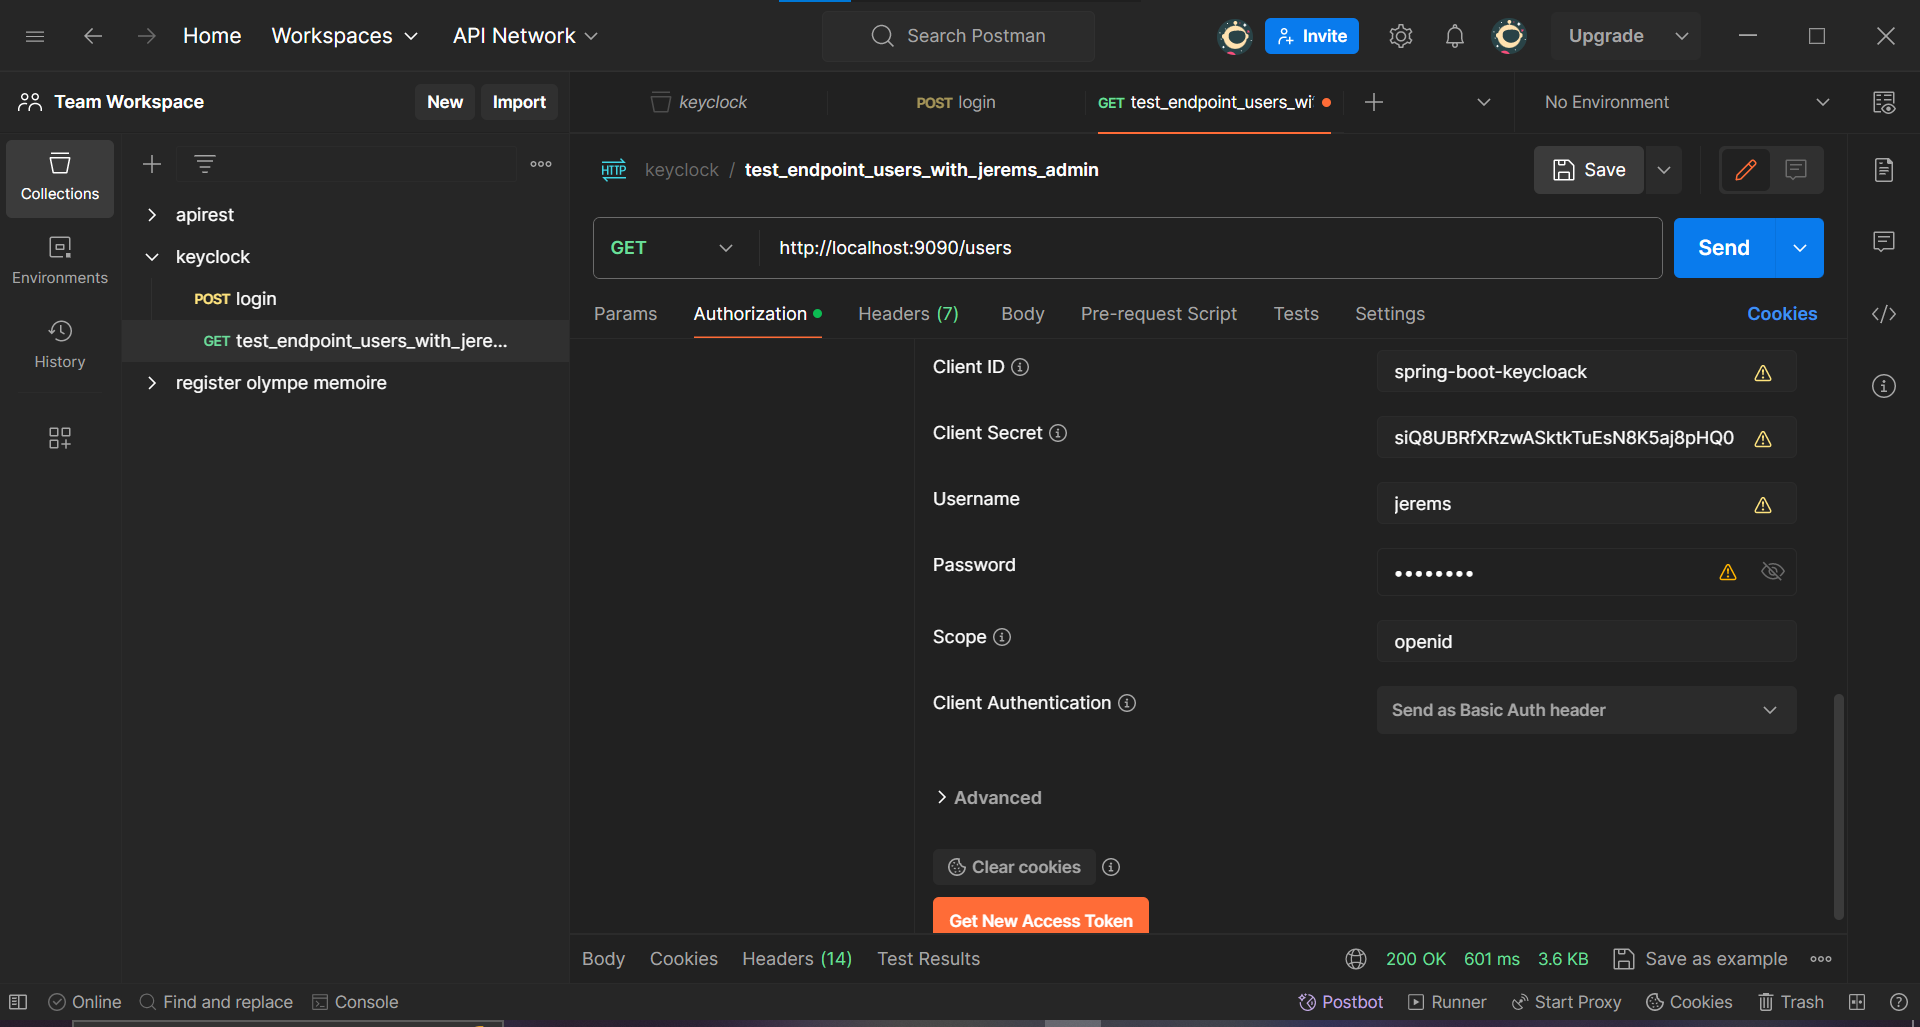 Home Workspaces API Network Search Postman Invite Upgrade
Team Workspace New Import keyclock POST login GET test_endpoint_users_wi No Environment
Collections
Environments
History
apirest
keyclock
POST login
GET test_endpoint_users_with_jere...
register olympe memoire
HTTP keyclock / test_endpoint_users_with_jerems_admin Save
GET http://localhost:9090/users Send
Params Authorization Headers (7) Body Pre-request Script Tests Settings Cookies
Client ID spring-boot-keycloack
Client Secret siQ8UBRfXRzwASktkTuEsN8K5aj8pHQ0
Username jerems
Password ••••••••
Scope openid
Client Authentication Send as Basic Auth header
Advanced
Clear cookies
Get New Access Token
Body Cookies Headers (14) Test Results 200 OK 601 ms 3.6 KB Save as example
Online Find and replace Console Postbot Runner Start Proxy Cookies Trash